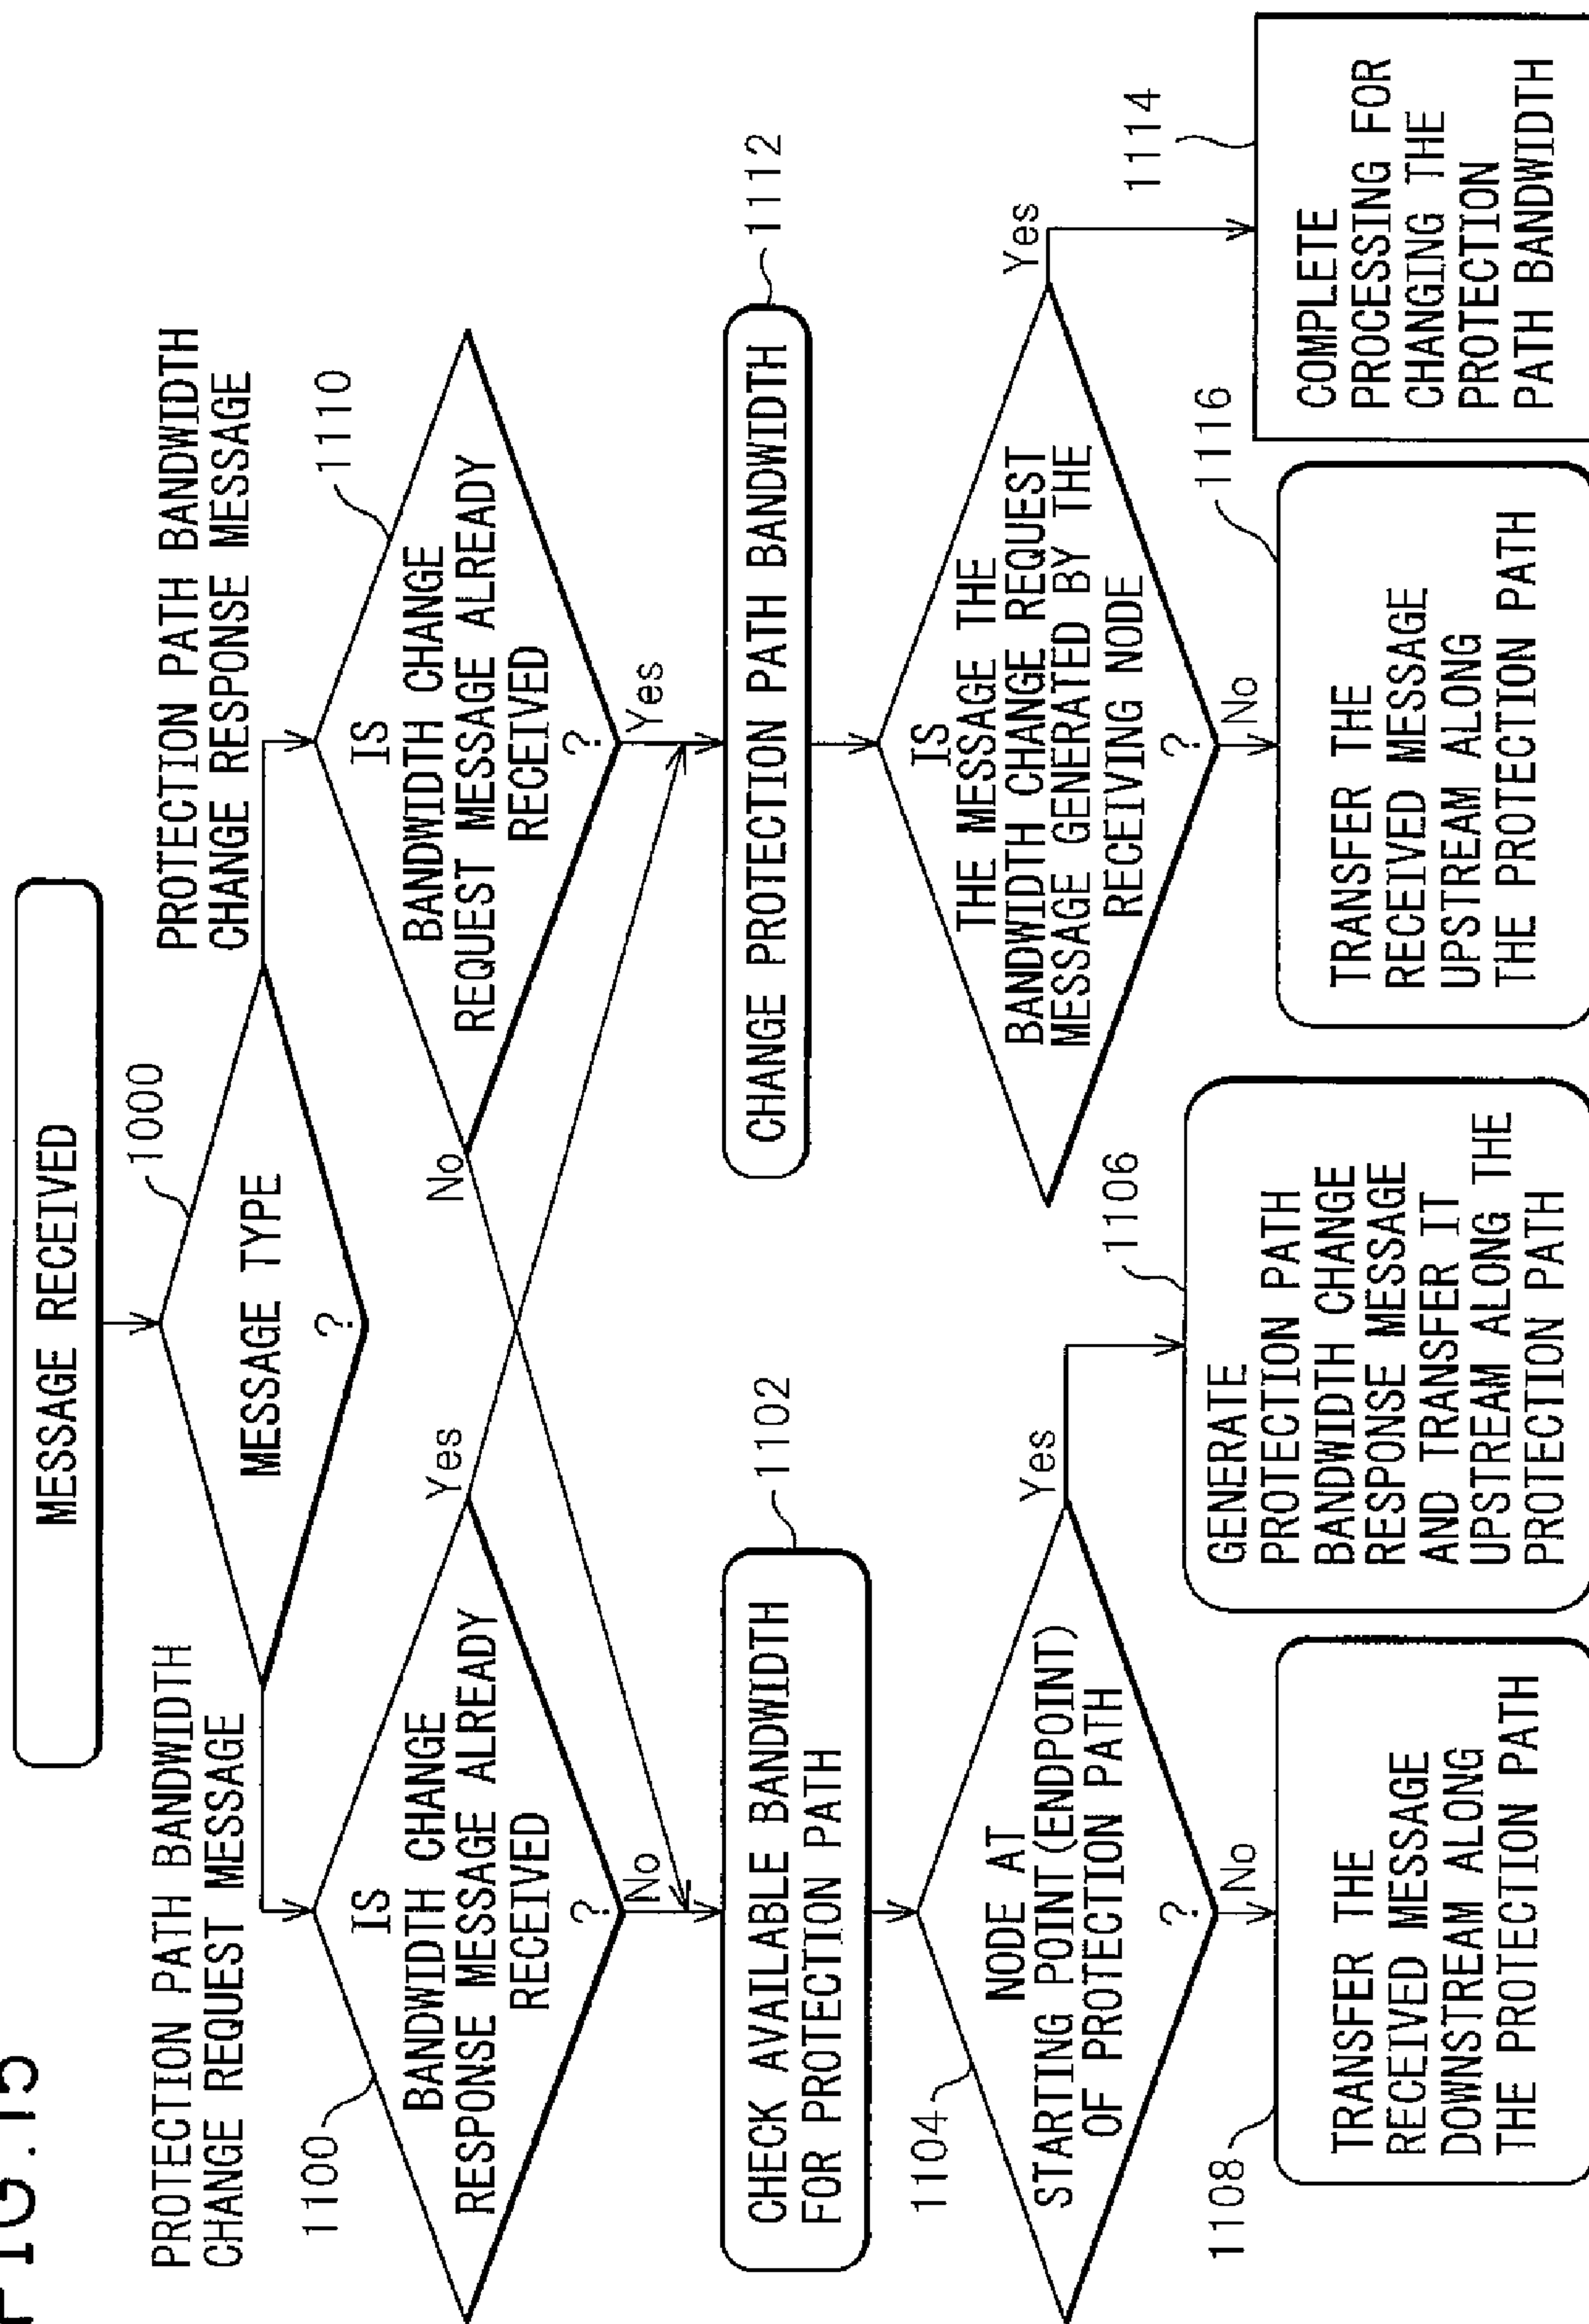 FIG.15
MESSAGE RECEIVED
1000
MESSAGE TYPE
?
PROTECTION PATH BANDWIDTH
CHANGE REQUEST MESSAGE
PROTECTION PATH BANDWIDTH
CHANGE RESPONSE MESSAGE
1100
IS
BANDWIDTH CHANGE
RESPONSE MESSAGE ALREADY
RECEIVED
?
Yes
No
1110
IS
BANDWIDTH CHANGE
REQUEST MESSAGE ALREADY
RECEIVED
?
No
Yes
CHECK AVAILABLE BANDWIDTH
FOR PROTECTION PATH
1102
CHANGE PROTECTION PATH BANDWIDTH
1112
1104
NODE AT
STARTING POINT(ENDPOINT)
OF PROTECTION PATH
?
Yes
No
IS
THE MESSAGE THE
BANDWIDTH CHANGE REQUEST
MESSAGE GENERATED BY THE
RECEIVING NODE
?
Yes
No
1108
TRANSFER THE
RECEIVED MESSAGE
DOWNSTREAM ALONG
THE PROTECTION PATH
1106
GENERATE
PROTECTION PATH
BANDWIDTH CHANGE
RESPONSE MESSAGE
AND TRANSFER IT
UPSTREAM ALONG THE
PROTECTION PATH
1116
TRANSFER THE
RECEIVED MESSAGE
UPSTREAM ALONG
THE PROTECTION PATH
1114
COMPLETE
PROCESSING FOR
CHANGING THE
PROTECTION
PATH BANDWIDTH